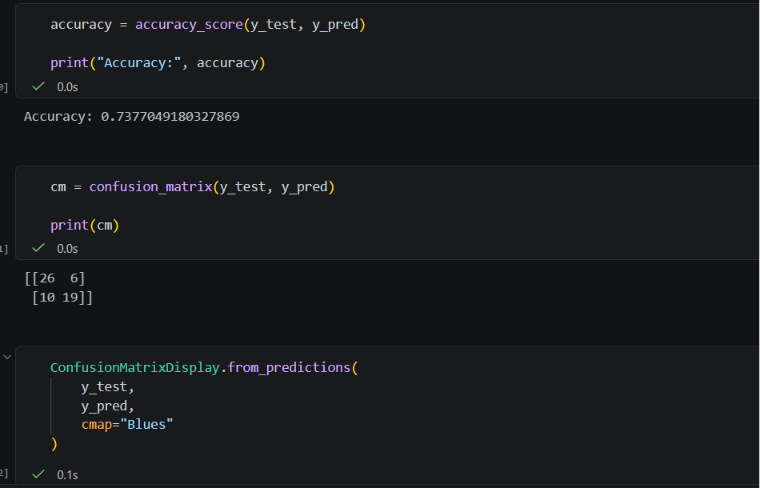 accuracy = accuracy_score(y_test, y_pred)
print("Accuracy:", accuracy)
0.0s
Accuracy: 0.7377049180327869
cm = confusion_matrix(y_test, y_pred)
print(cm)
0.0s
[[26  6]
 [10 19]]
ConfusionMatrixDisplay.from_predictions(
    y_test,
    y_pred,
    cmap="Blues"
)
0.1s